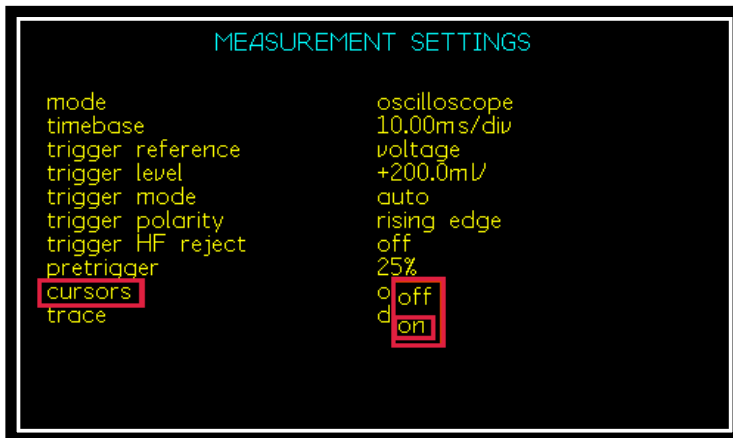 MEASUREMENT SETTINGS
mode oscilloscope
timebase 10.00ms/div
trigger reference voltage
trigger level +200.0mV
trigger mode auto
trigger polarity rising edge
trigger HF reject off
pretrigger 25%
cursors off
trace
on